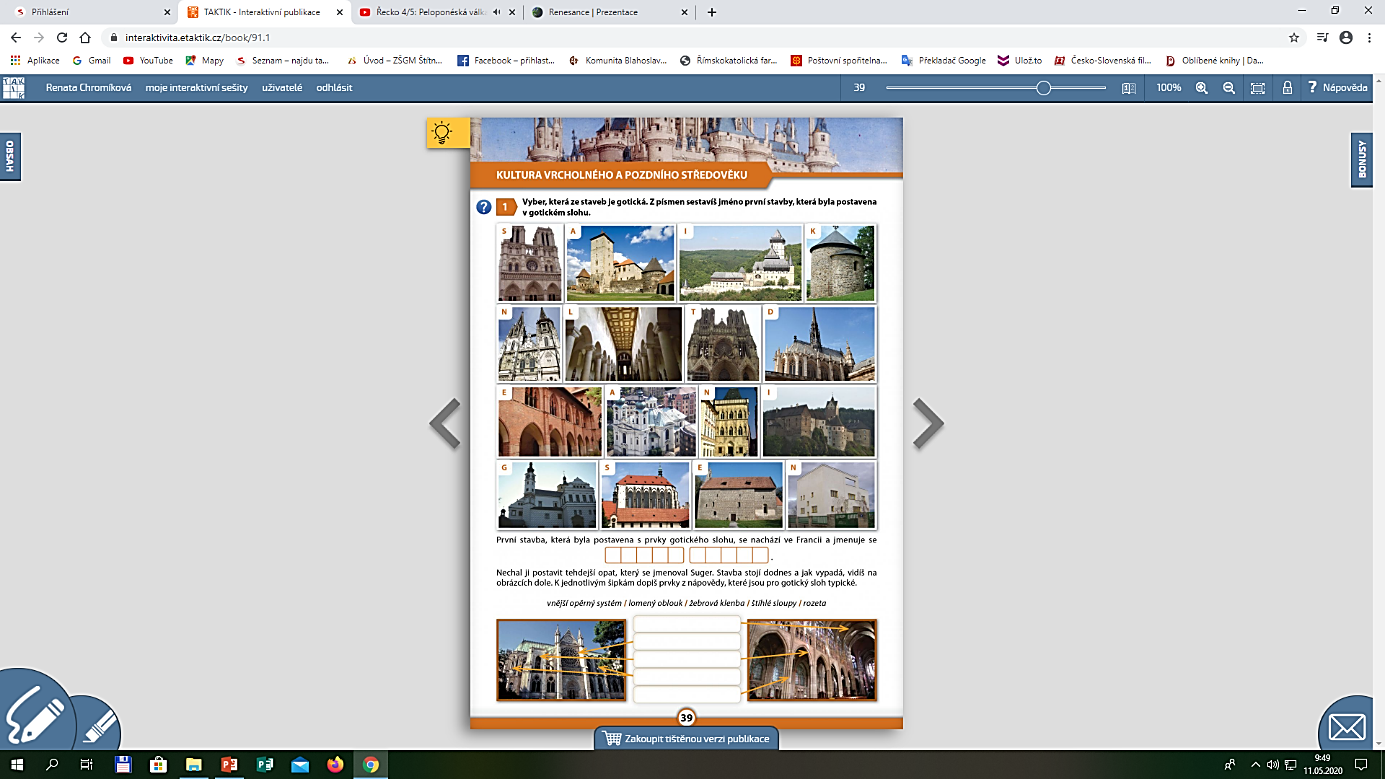 Přihlášení
TAKTIK - Interaktivní publikace
Řecko 4/5: Peloponéská válk
Renesance | Prezentace
interaktivita.etaktik.cz/book/91.1
Aplikace
Gmail
YouTube
Mapy
Seznam – najdu ta...
Úvod – ZŠGM Štítn...
Facebook – přihlast...
Komunita Blahoslav...
Římskokatolická far...
Poštovní spořitelna...
Překladač Google
Ulož.to
Česko-Slovenská fil...
Oblíbené knihy | Da...
Renata Chromíková
moje interaktivní sešity
uživatelé
odhlásit
39
100%
? Nápověda
OBSAH
BONUSY
KULTURA VRCHOLNÉHO A POZDNÍHO STŘEDOVĚKU
? 1 Vyber, která ze staveb je gotická. Z písmen sestavíš jméno první stavby, která byla postavena
v gotickém slohu.
S A I K
N L T D
E A N I
G S E N
První stavba, která byla postavena s prvky gotického slohu, se nachází ve Francii a jmenuje se
.
Nechal ji postavit tehdejší opat, který se jmenoval Suger. Stavba stojí dodnes a jak vypadá, vidíš na
obrázcích dole. K jednotlivým šipkám dopiš prvky z nápovědy, které jsou pro gotický sloh typické.
vnější opěrný systém / lomený oblouk / žebrová klenba / štíhlé sloupy / rozeta
39
Zakoupit tištěnou verzi publikace
9:49
11.05.2020